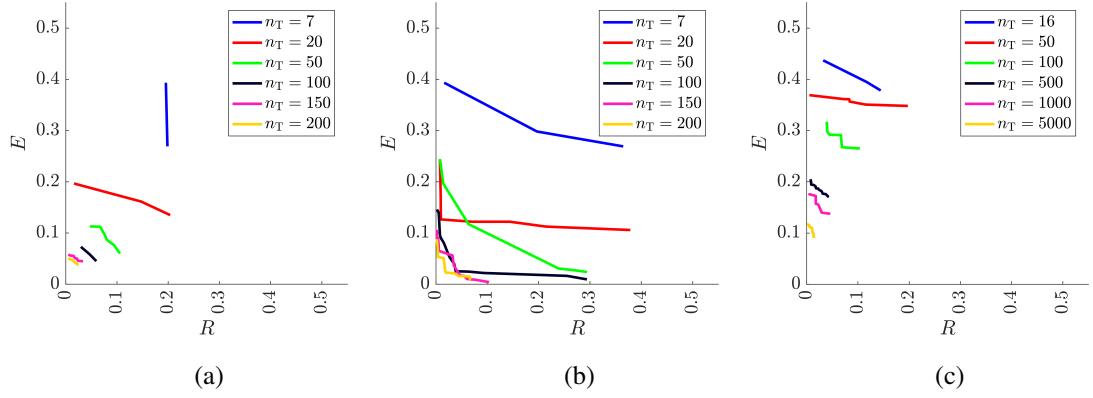 0.5
0.4
0.3
0.2
0.1
0
E
0
0.1
0.2
0.3
0.4
0.5
R
n_T = 7
n_T = 20
n_T = 50
n_T = 100
n_T = 150
n_T = 200
(a)
0.5
0.4
0.3
0.2
0.1
0
E
0
0.1
0.2
0.3
0.4
0.5
R
n_T = 7
n_T = 20
n_T = 50
n_T = 100
n_T = 150
n_T = 200
(b)
0.5
0.4
0.3
0.2
0.1
0
E
0
0.1
0.2
0.3
0.4
0.5
R
n_T = 16
n_T = 50
n_T = 100
n_T = 500
n_T = 1000
n_T = 5000
(c)